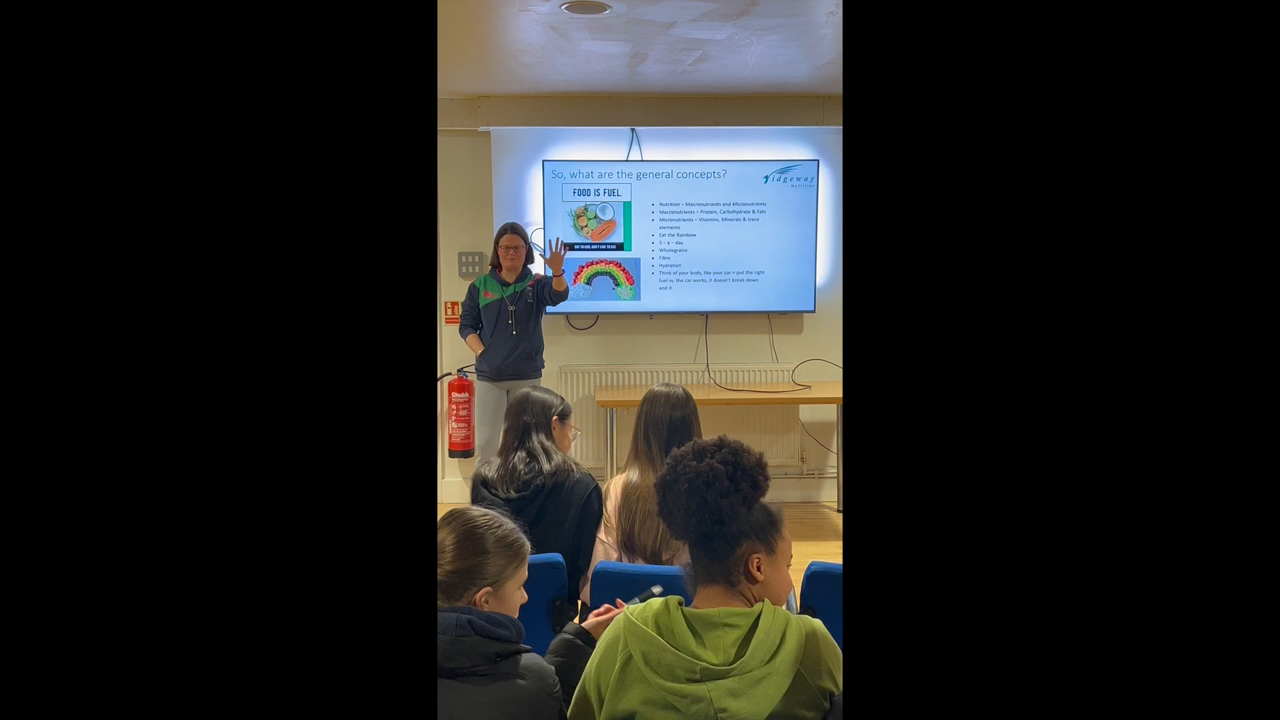 So, what are the general concepts?
idgeway
Nutrition
FOOD IS FUEL.
• Nutrition – Macronutrients and Micronutrients
• Macronutrients – Protein, Carbohydrate & Fats
• Micronutrients – Vitamins, Minerals & trace
elements
• Eat the Rainbow
• 5 – a – day
• Wholegrains
• Fibre
• Hydration
• Think of your body, like your car – put the right
fuel in, the car works, it doesn't break down
and it